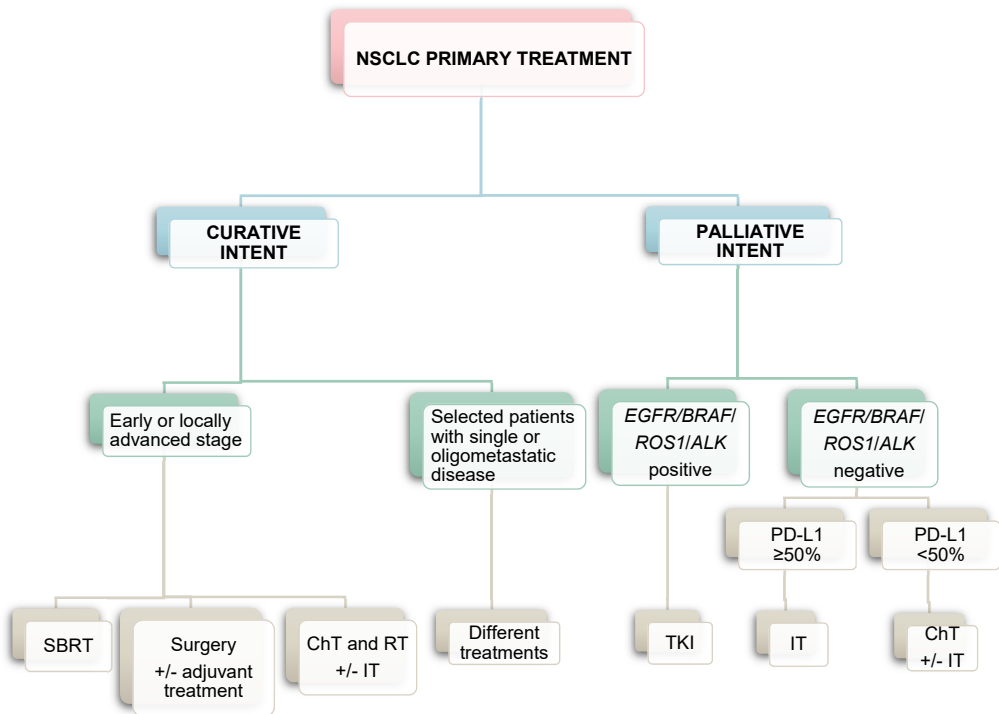 NSCLC PRIMARY TREATMENT
CURATIVE
INTENT
PALLIATIVE
INTENT
Early or locally
advanced stage
Selected patients
with single or
oligometastatic
disease
EGFR/BRAF/
ROS1/ALK
positive
EGFR/BRAF/
ROS1/ALK
negative
PD-L1
≥50%
PD-L1
<50%
SBRT
Surgery
+/- adjuvant
treatment
ChT and RT
+/- IT
Different
treatments
TKI
IT
ChT
+/- IT